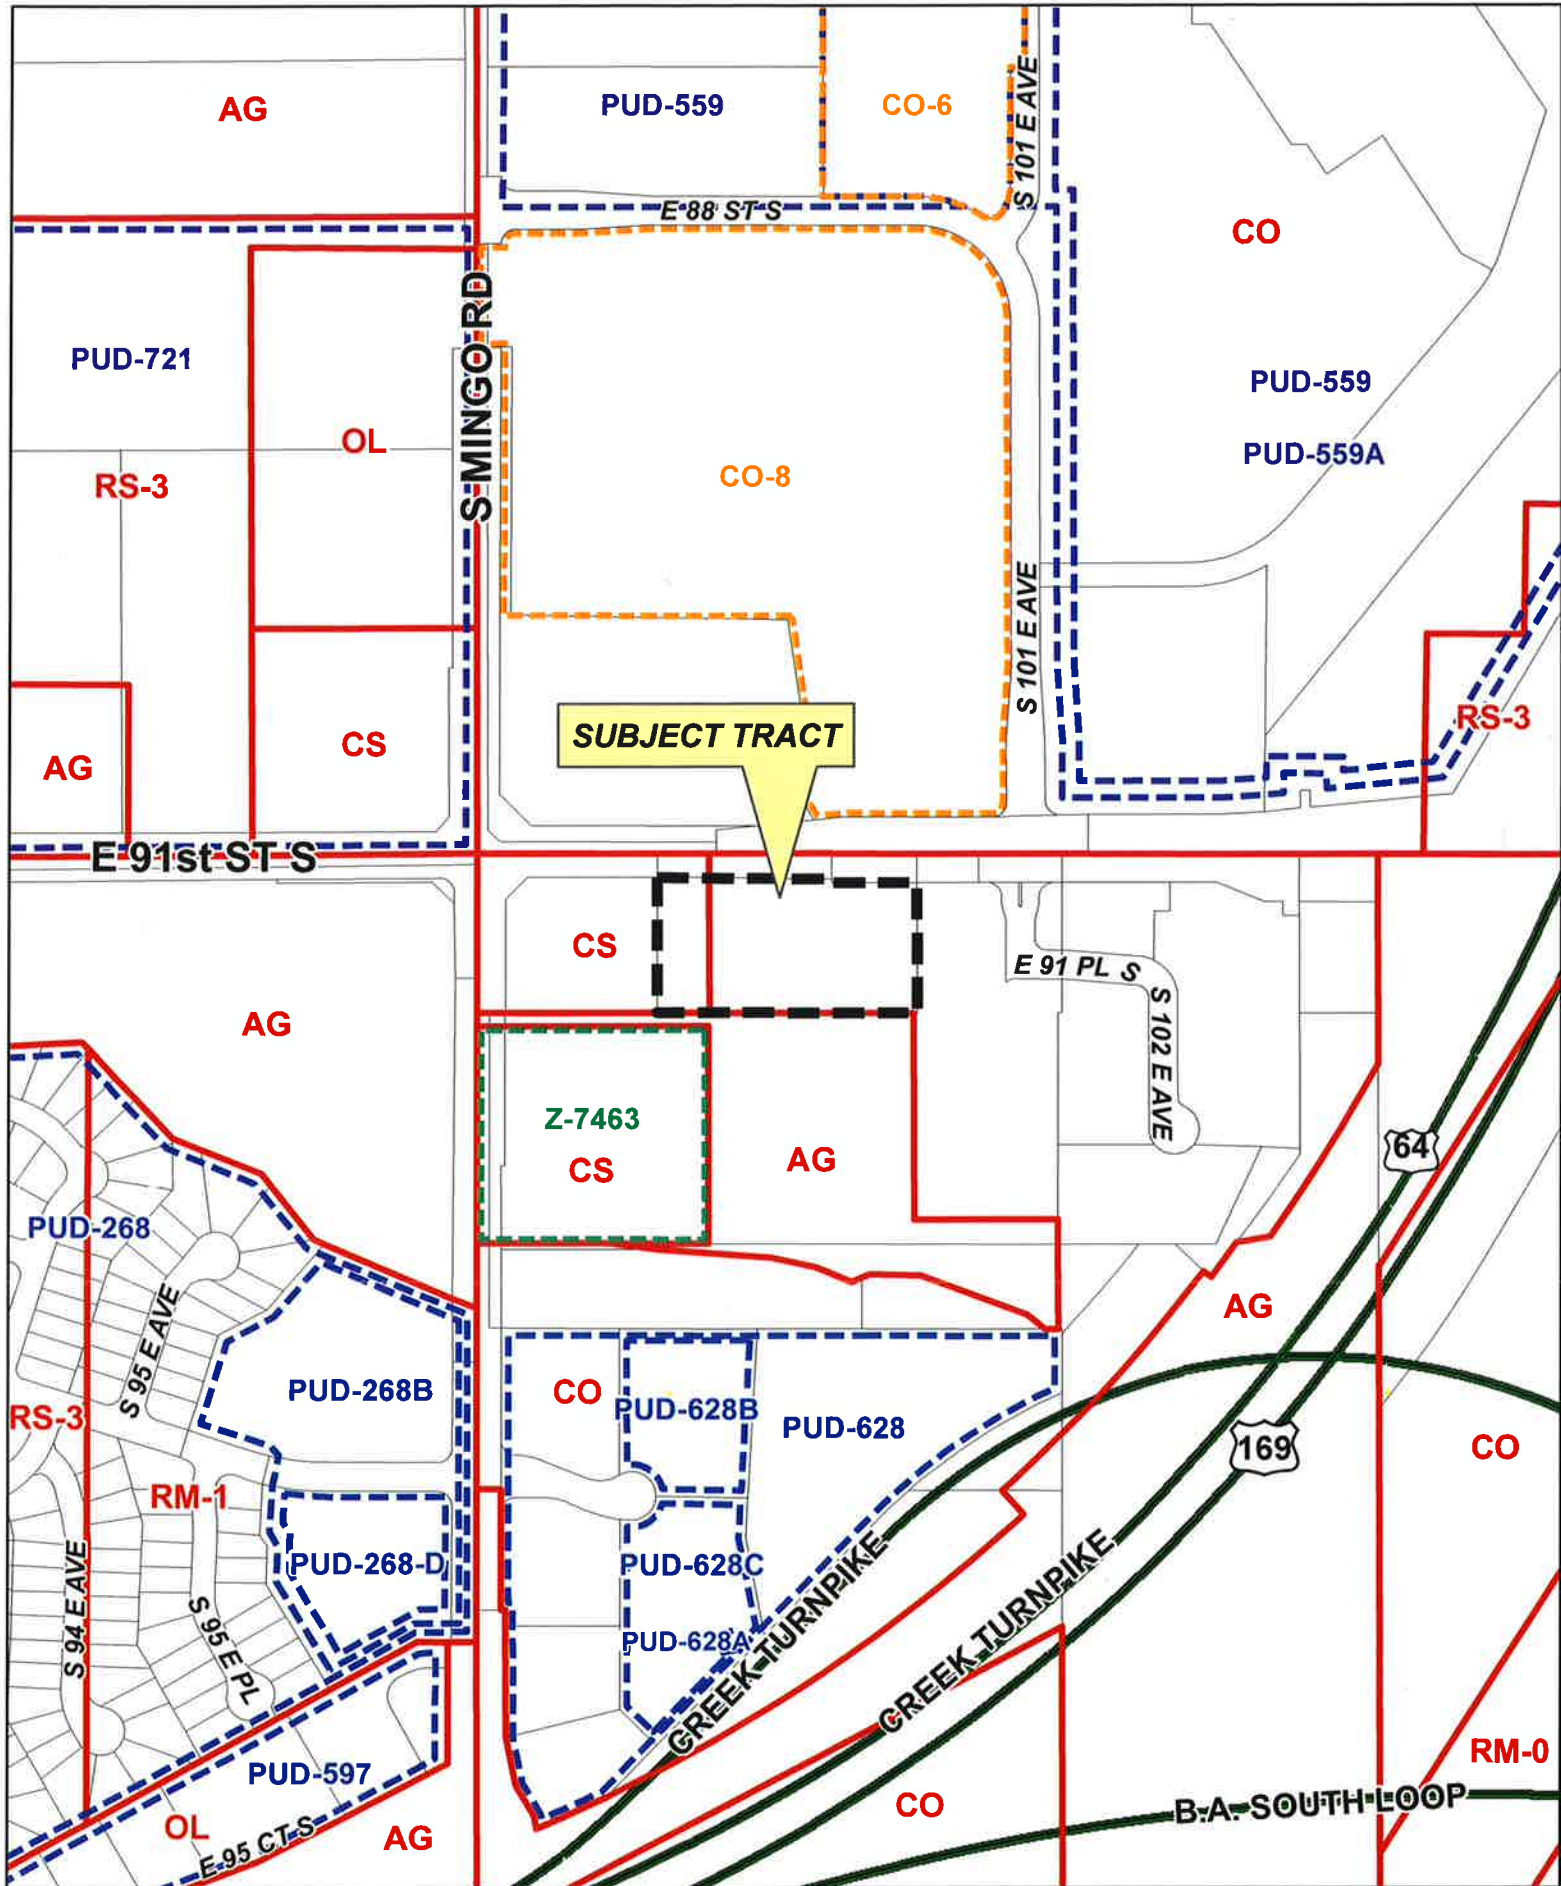 AG
PUD-559
CO-6
S 101 E AVE
E 88 ST S
CO
S MINGO RD
PUD-721
PUD-559
OL
PUD-559A
CO-8
RS-3
S 101 E AVE
RS-3
SUBJECT TRACT
CS
AG
E 91st ST S
CS
E 91 PL S
S 102 E AVE
AG
Z-7463
CS
AG
64
PUD-268
S 95 E AVE
AG
PUD-268B
CO
PUD-628B
RS-3
PUD-628
169
CO
RM-1
PUD-268-D
PUD-628C
S 94 E AVE
S 95 E PL
PUD-628A
CREEK TURNPIKE
CREEK TURNPIKE
PUD-597
RM-0
CO
B.A. SOUTH LOOP
OL
E 95 CT S
AG